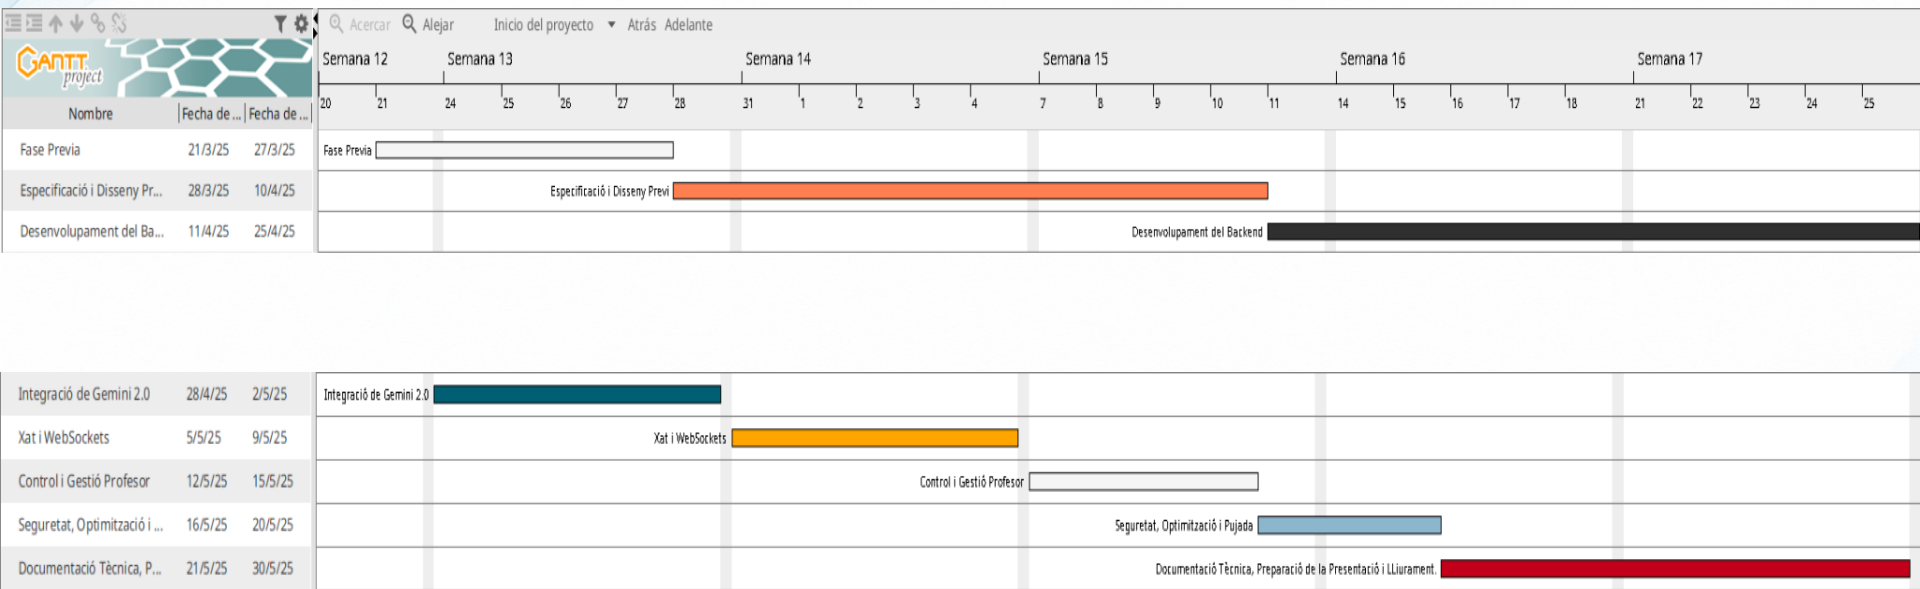 Acercar Alejar Inicio del proyecto Atrás Adelante
GANTT project
Semana 12 Semana 13 Semana 14 Semana 15 Semana 16 Semana 17
20 21 24 25 26 27 28 31 1 2 3 4 7 8 9 10 11 14 15 16 17 18 21 22 23 24 25
Nombre Fecha de ... Fecha de ...
Fase Previa 21/3/25 27/3/25 Fase Previa
Especificació i Disseny Pr... 28/3/25 10/4/25 Especificació i Disseny Previ
Desenvolupament del Ba... 11/4/25 25/4/25 Desenvolupament del Backend
Integració de Gemini 2.0 28/4/25 2/5/25 Integració de Gemini 2.0
Xat i WebSockets 5/5/25 9/5/25 Xat i WebSockets
Control i Gestió Profesor 12/5/25 15/5/25 Control i Gestió Profesor
Seguretat, Optimització i ... 16/5/25 20/5/25 Seguretat, Optimització i Pujada
Documentació Tècnica, P... 21/5/25 30/5/25 Documentació Tècnica, Preparació de la Presentació i LLiurament.